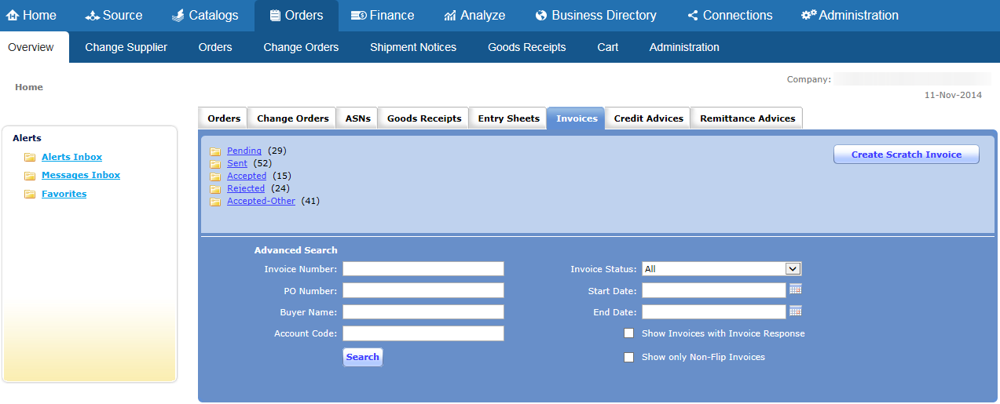 Home Source Catalogs Orders Finance Analyze Business Directory Connections Administration
Overview Change Supplier Orders Change Orders Shipment Notices Goods Receipts Cart Administration
Company:
Home
11-Nov-2014
Orders Change Orders ASNs Goods Receipts Entry Sheets Invoices Credit Advices Remittance Advices
Alerts
Alerts Inbox
Messages Inbox
Favorites
Pending (29)
Sent (52)
Accepted (15)
Rejected (24)
Accepted-Other (41)
Create Scratch Invoice
Advanced Search
Invoice Number: Invoice Status: All
PO Number: Start Date:
Buyer Name: End Date:
Account Code: Show Invoices with Invoice Response
Search Show only Non-Flip Invoices